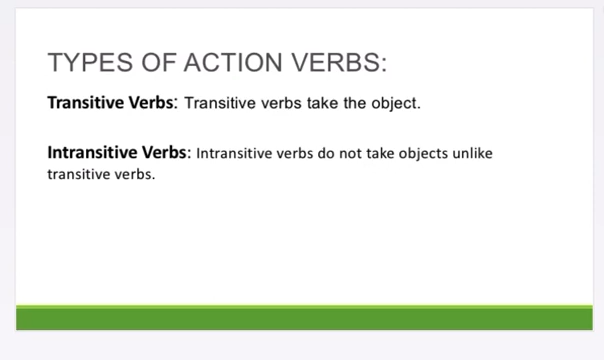 TYPES OF ACTION VERBS:
Transitive Verbs: Transitive verbs take the object.
Intransitive Verbs: Intransitive verbs do not take objects unlike
transitive verbs.